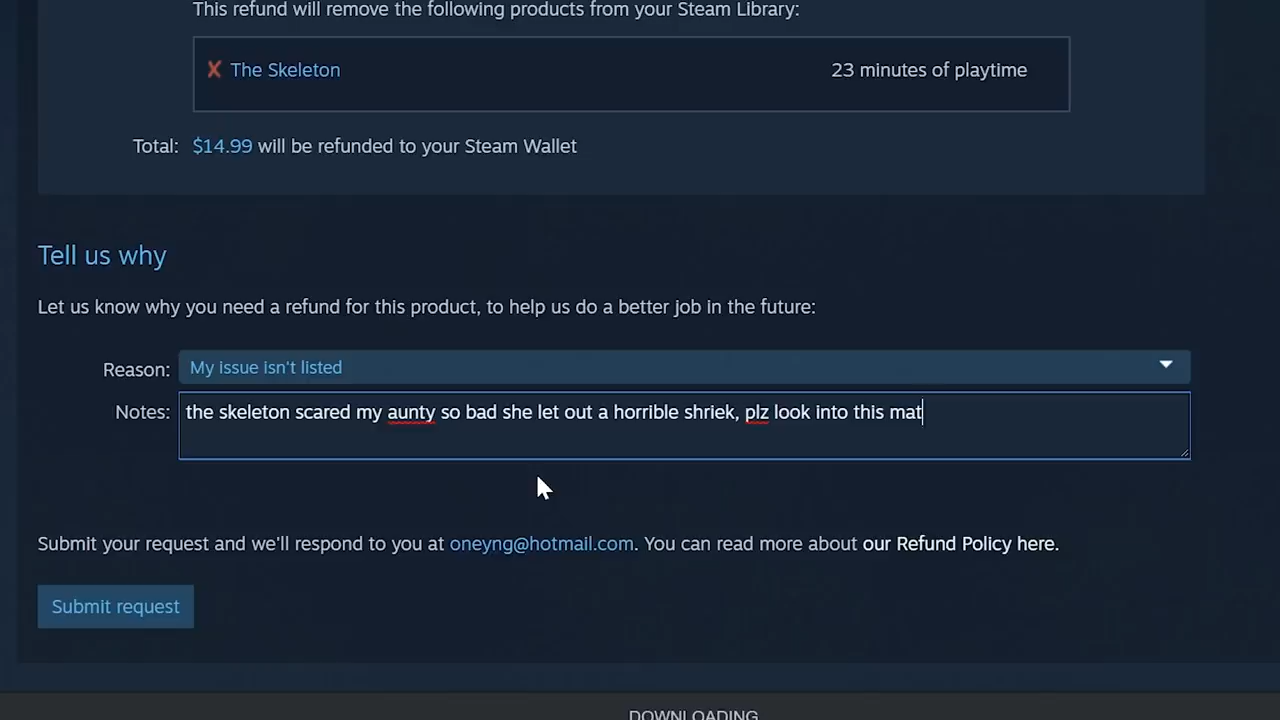 This refund will remove the following products from your Steam Library:
X The Skeleton 23 minutes of playtime
Total: $14.99 will be refunded to your Steam Wallet
Tell us why
Let us know why you need a refund for this product, to help us do a better job in the future:
Reason: My issue isn't listed
Notes: the skeleton scared my aunty so bad she let out a horrible shriek, plz look into this mat
Submit your request and we'll respond to you at oneyng@hotmail.com. You can read more about our Refund Policy here.
Submit request
DOWNLOADING